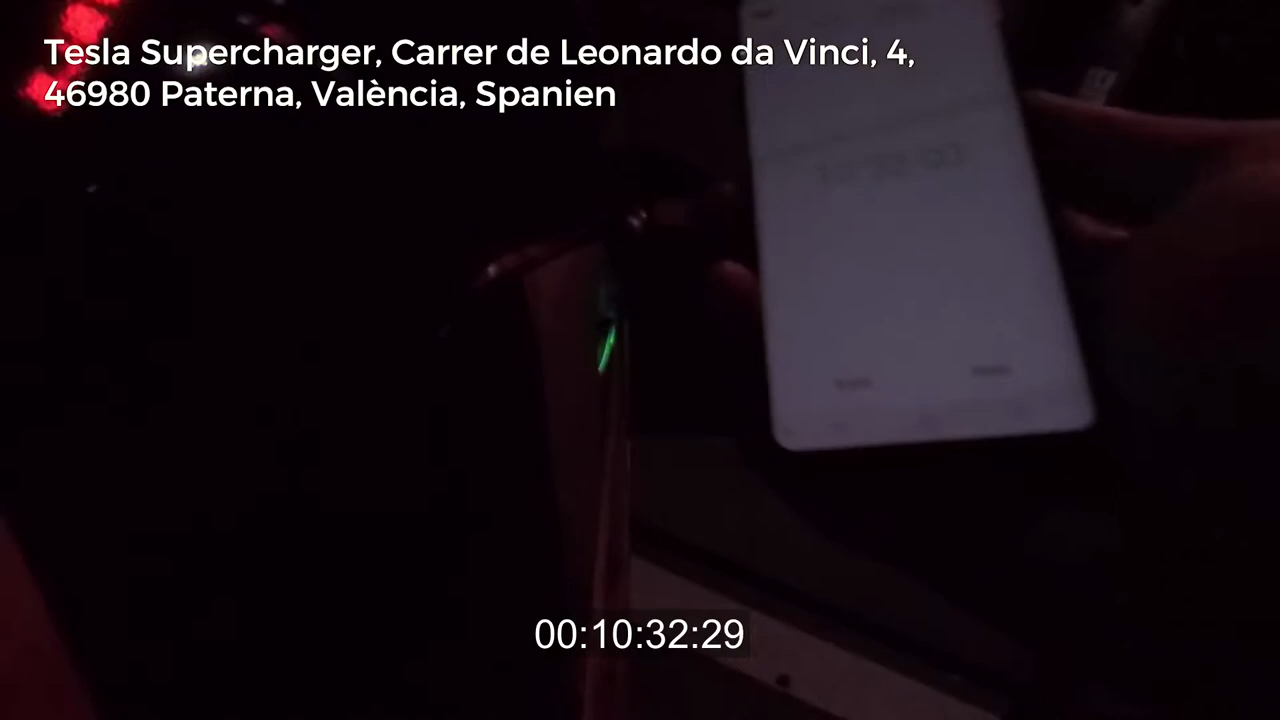 Tesla Supercharger, Carrer de Leonardo da Vinci, 4,
46980 Paterna, València, Spanien
00:10:32:29